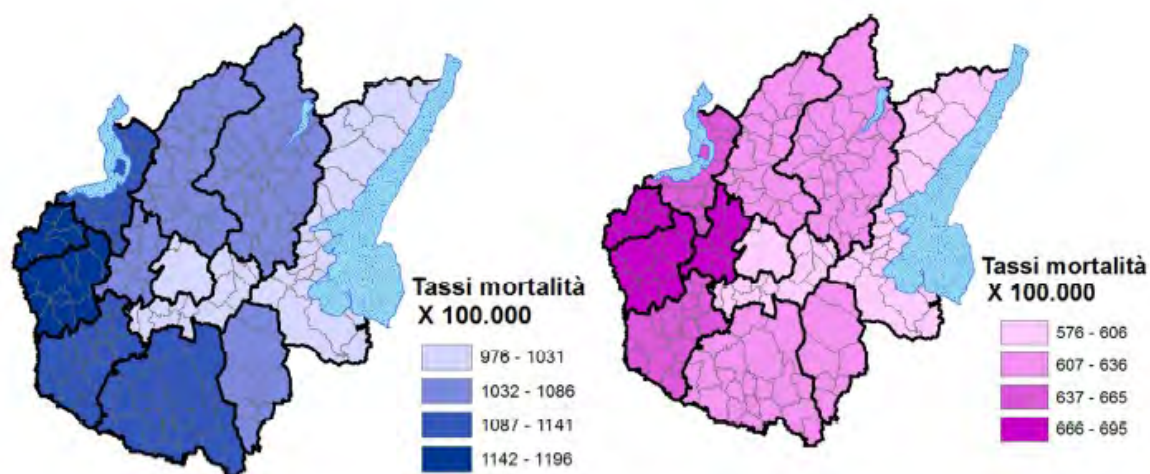 Tassi mortalità
X 100.000
976 - 1031
1032 - 1086
1087 - 1141
1142 - 1196
Tassi mortalità
X 100.000
576 - 606
607 - 636
637 - 665
666 - 695